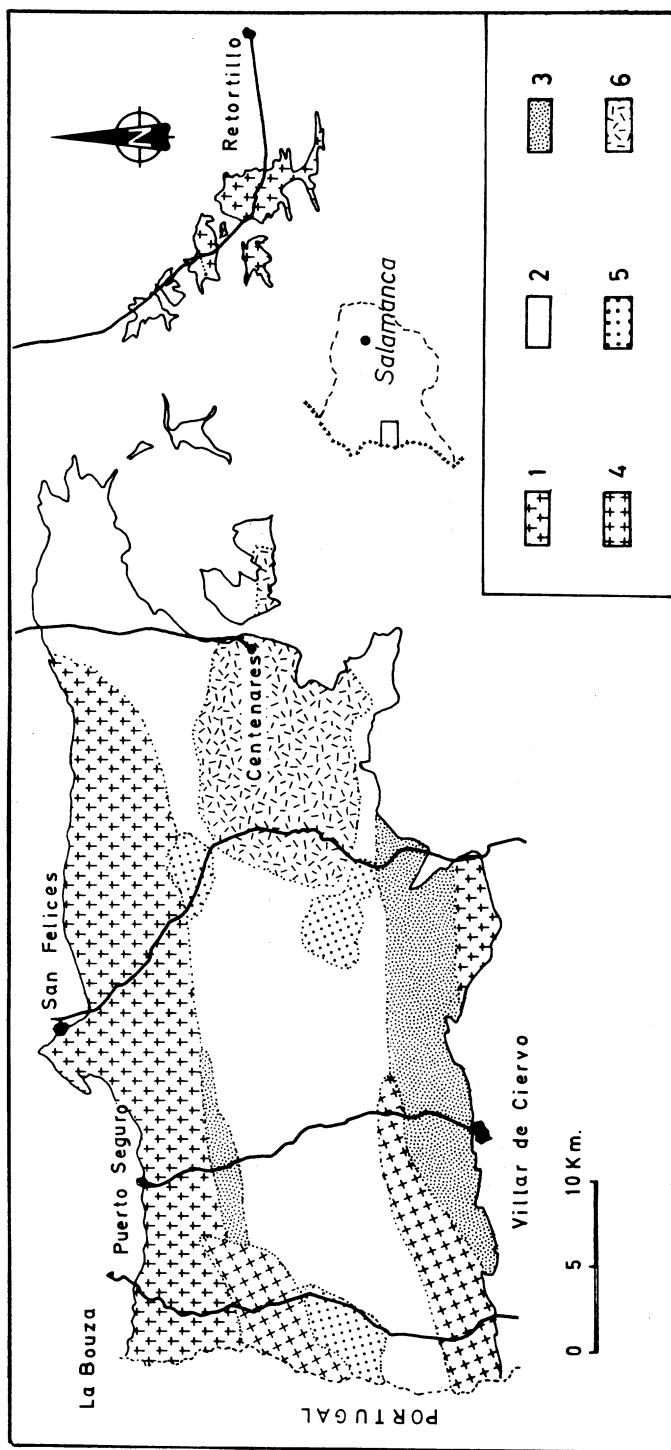 La Bouza
Puerto Seguro
San Felices
N
Retortillo
Centenares
Salamanca
PORTUGAL
Villar de Ciervo
0 5 10 Km.
1 2 3
4 5 6